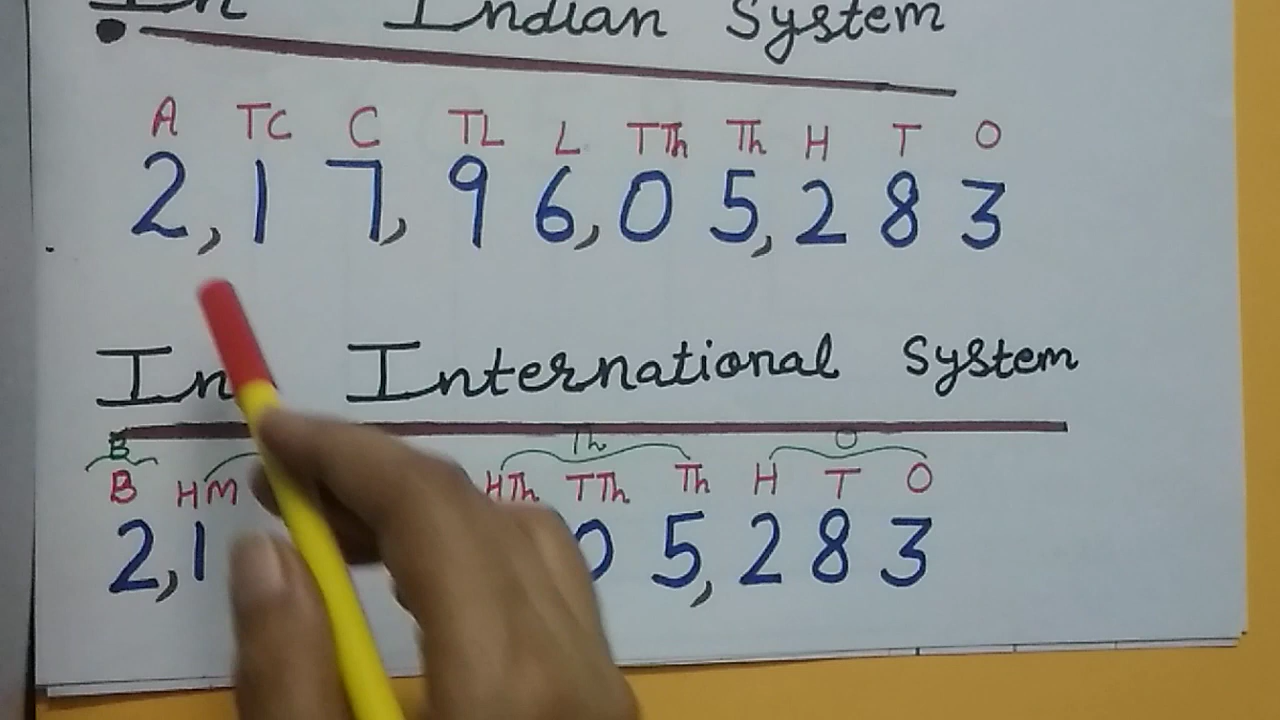 In Indian System
A TC C TL L TTh Th H T O
2,17,96,05,283
In International System
B Th O
B HM HTh TTh Th H T O
2,1 05,283